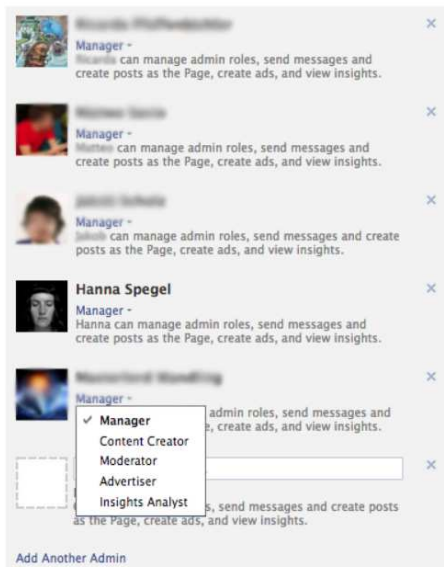 Manager
can manage admin roles, send messages and
create posts as the Page, create ads, and view insights.
Manager
can manage admin roles, send messages and
create posts as the Page, create ads, and view insights.
Manager
can manage admin roles, send messages and create
posts as the Page, create ads, and view insights.
Hanna Spegel
Manager
Hanna can manage admin roles, send messages and
create posts as the Page, create ads, and view insights.
Manager
admin roles, send messages and
create ads, and view insights.
✓ Manager
Content Creator
Moderator
Advertiser
Insights Analyst
send messages and create posts
as the Page, create ads, and view insights.
Add Another Admin